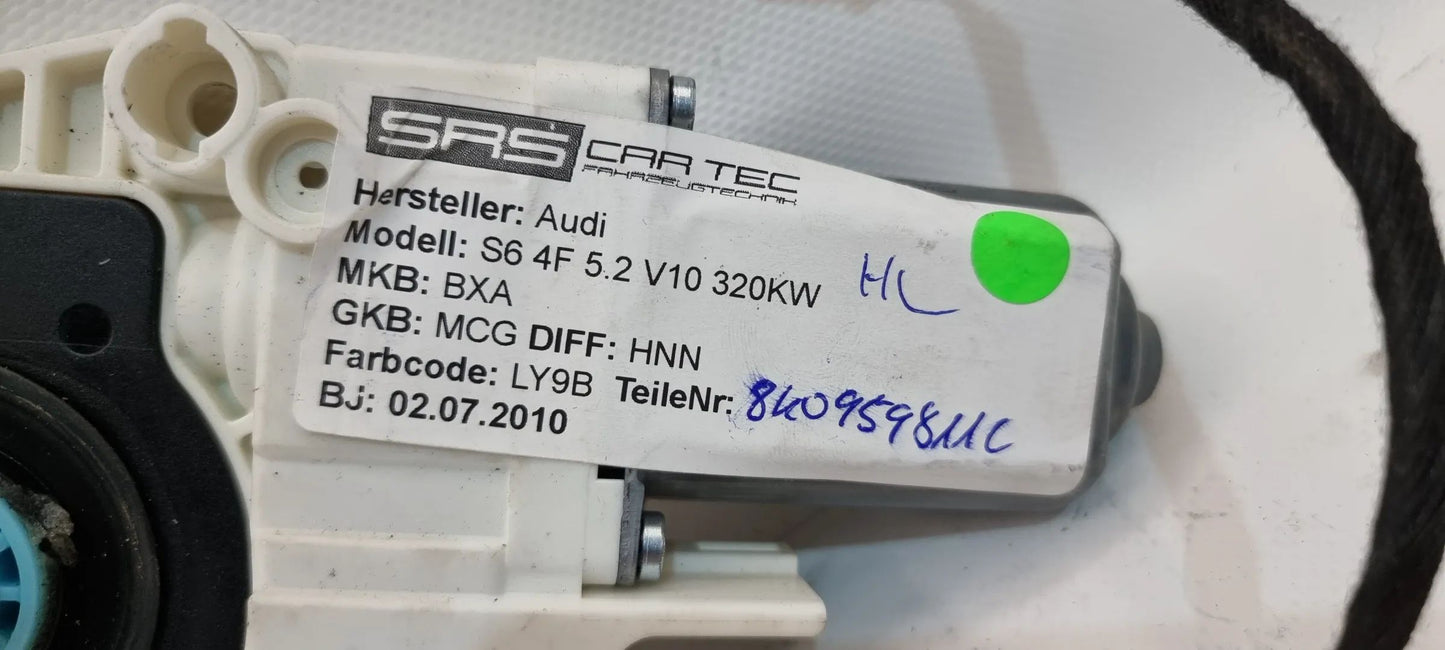 SRS CAR TEC
FAHRZEUGTECHNIK
Hersteller: Audi
Modell: S6 4F 5.2 V10 320KW HL
MKB: BXA
GKB: MCG DIFF: HNN
Farbcode: LY9B TeileNr: 8K0959811C
BJ: 02.07.2010